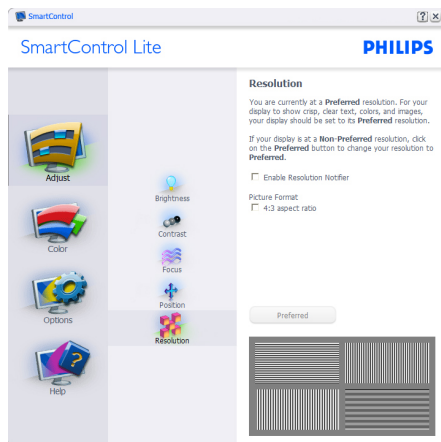 SmartControl
SmartControl Lite
PHILIPS
Adjust
Color
Options
Help
Brightness
Contrast
Focus
Position
Resolution
Resolution
You are currently at a Preferred resolution. For your
display to show crisp, clear text, colors, and images,
your display should be set to its Preferred resolution.
If your display is at a Non-Preferred resolution, click
on the Preferred button to change your resolution to
Preferred.
Enable Resolution Notifier
Picture Format
4:3 aspect ratio
Preferred